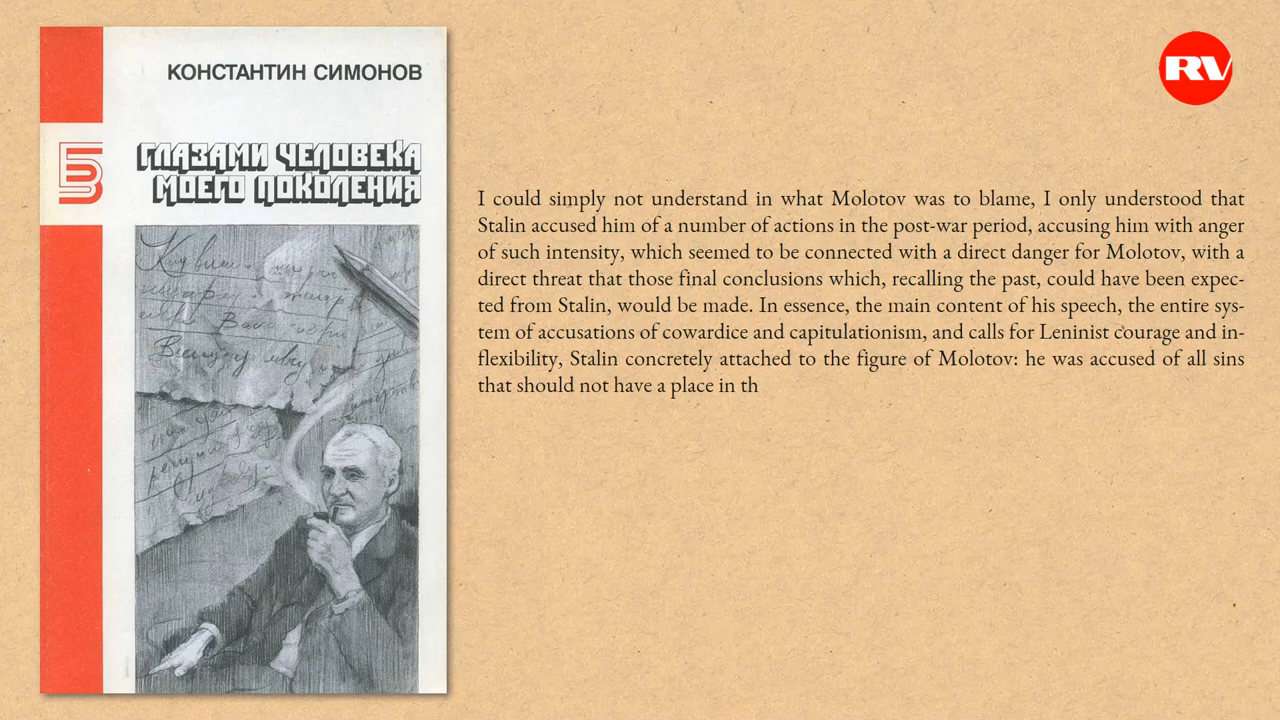 КОНСТАНТИН СИМОНОВ
ГЛАЗАМИ ЧЕЛОВЕКА
МОЕГО ПОКОЛЕНИЯ
RV
I could simply not understand in what Molotov was to blame, I only understood that
Stalin accused him of a number of actions in the post-war period, accusing him with anger
of such intensity, which seemed to be connected with a direct danger for Molotov, with a
direct threat that those final conclusions which, recalling the past, could have been expec-
ted from Stalin, would be made. In essence, the main content of his speech, the entire sys-
tem of accusations of cowardice and capitulationism, and calls for Leninist courage and in-
flexibility, Stalin concretely attached to the figure of Molotov: he was accused of all sins
that should not have a place in th